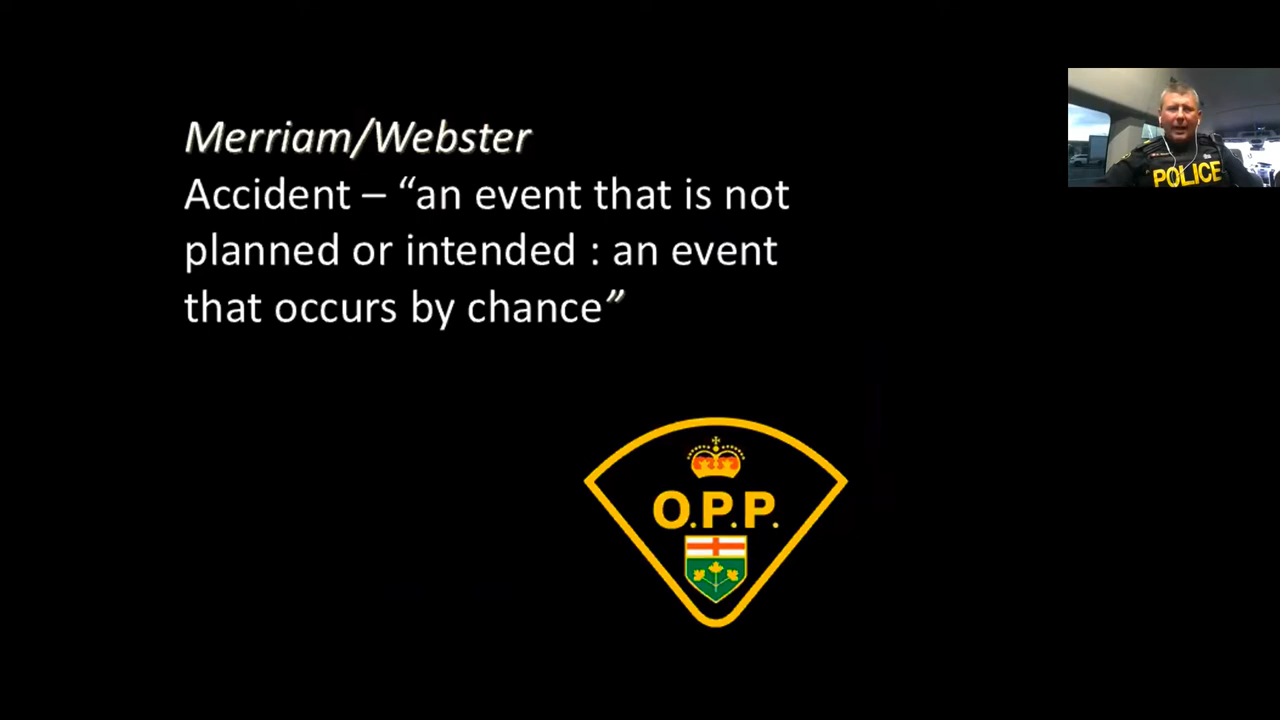 Merriam/Webster
Accident – “an event that is not
planned or intended : an event
that occurs by chance”
POLICE
O.P.P.